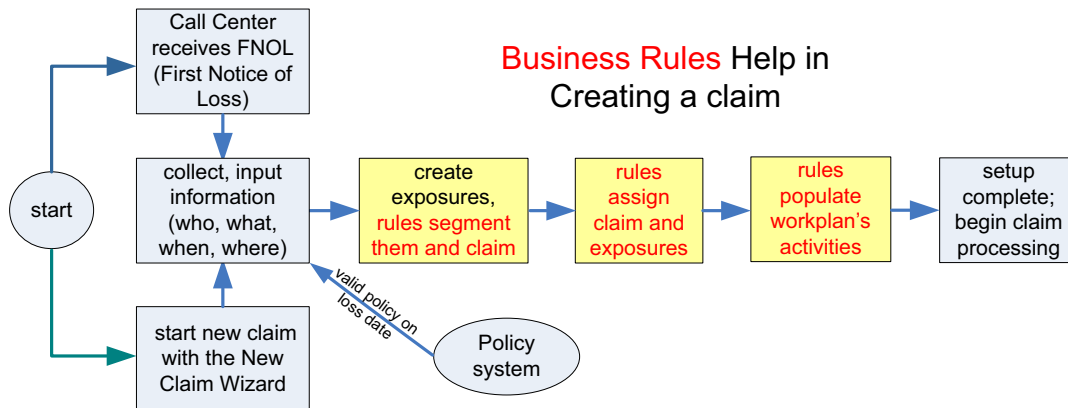 Call Center
receives FNOL
(First Notice of
Loss)
Business Rules Help in
Creating a claim
start
collect, input
information
(who, what,
when, where)
create
exposures,
rules segment
them and claim
rules
assign
claim and
exposures
rules
populate
workplan's
activities
setup
complete;
begin claim
processing
valid policy on
loss date
start new claim
with the New
Claim Wizard
Policy
system